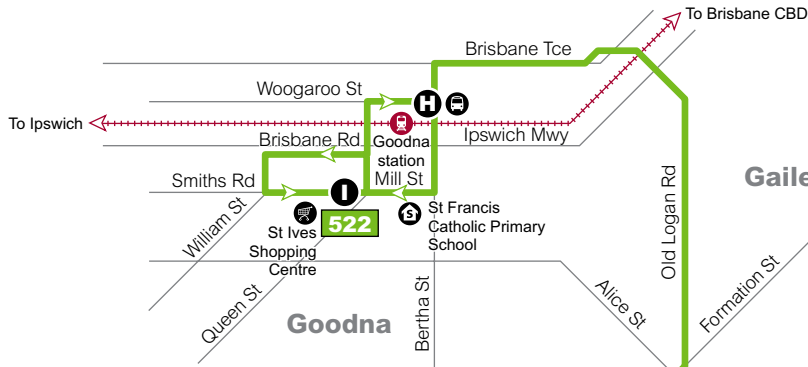 To Brisbane CBD
Brisbane Tce
Woogaroo St
H
To Ipswich
Ipswich Mwy
Brisbane Rd
Goodna
station
Smiths Rd
Mill St
I
522
S
St Francis
Catholic Primary
School
St Ives
Shopping
Centre
William St
Queen St
Bertha St
Alice St
Old Logan Rd
Formation St
Goodna
Gaile